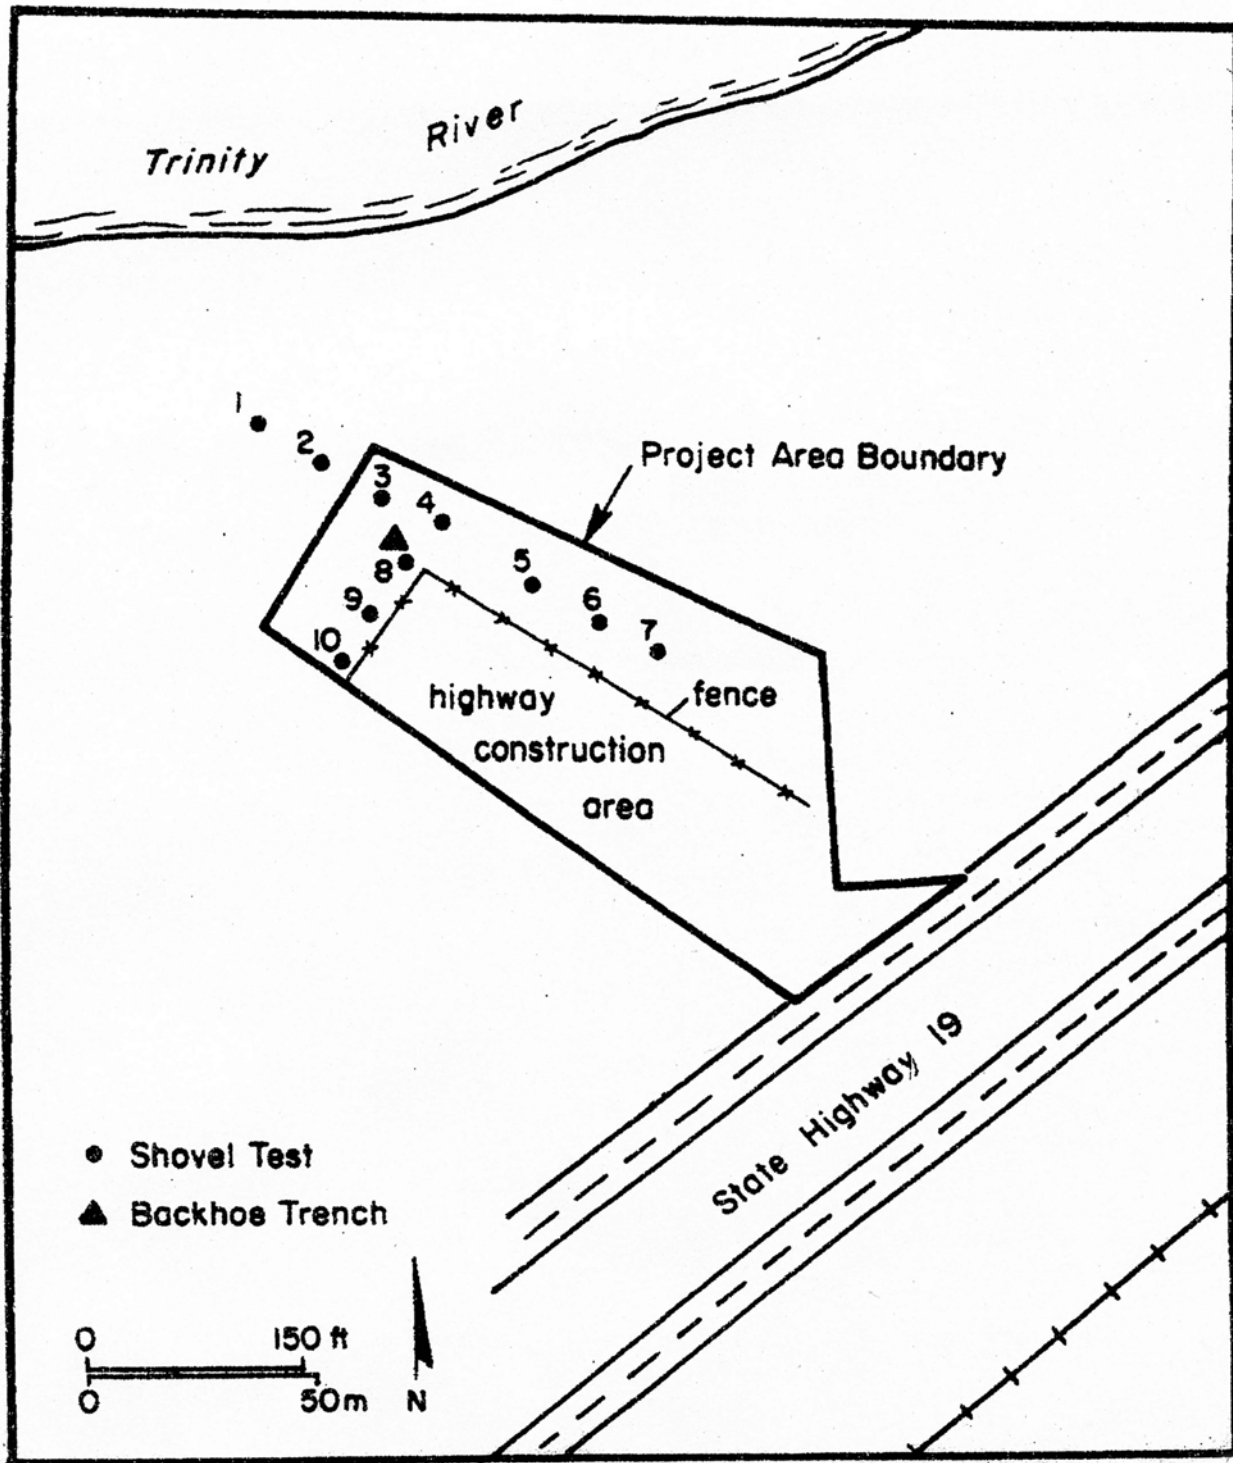 Trinity River
1
2
3
4
5
6
7
8
9
10
Project Area Boundary
fence
highway
construction
area
State Highway 19
Shovel Test
Backhoe Trench
0 150 ft
0 50m
N